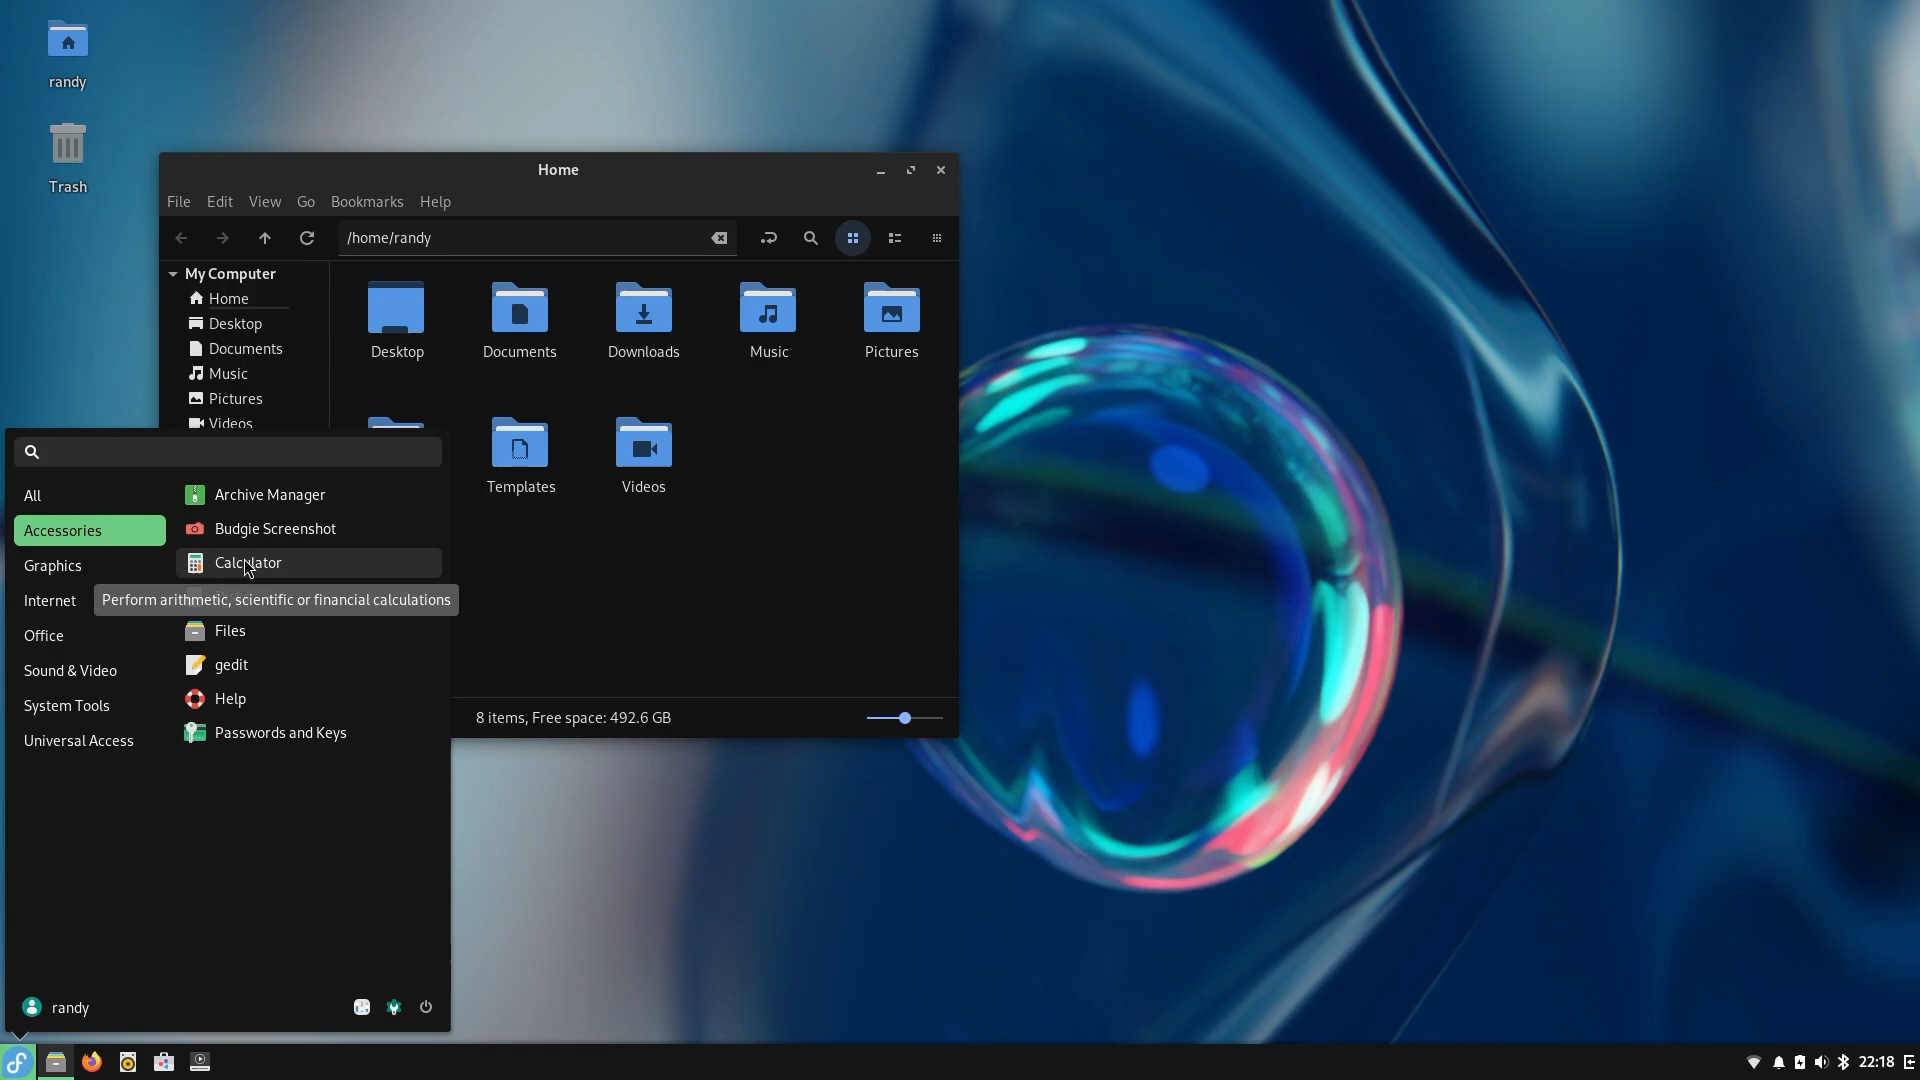 randy
Trash
Home
File Edit View Go Bookmarks Help
/home/randy
My Computer
Home
Desktop
Documents
Music
Pictures
Videos
Desktop
Documents
Downloads
Music
Pictures
Templates
Videos
8 items, Free space: 492.6 GB
All
Accessories
Graphics
Internet
Office
Sound & Video
System Tools
Universal Access
Archive Manager
Budgie Screenshot
Calculator
Perform arithmetic, scientific or financial calculations
Files
gedit
Help
Passwords and Keys
randy
22:18